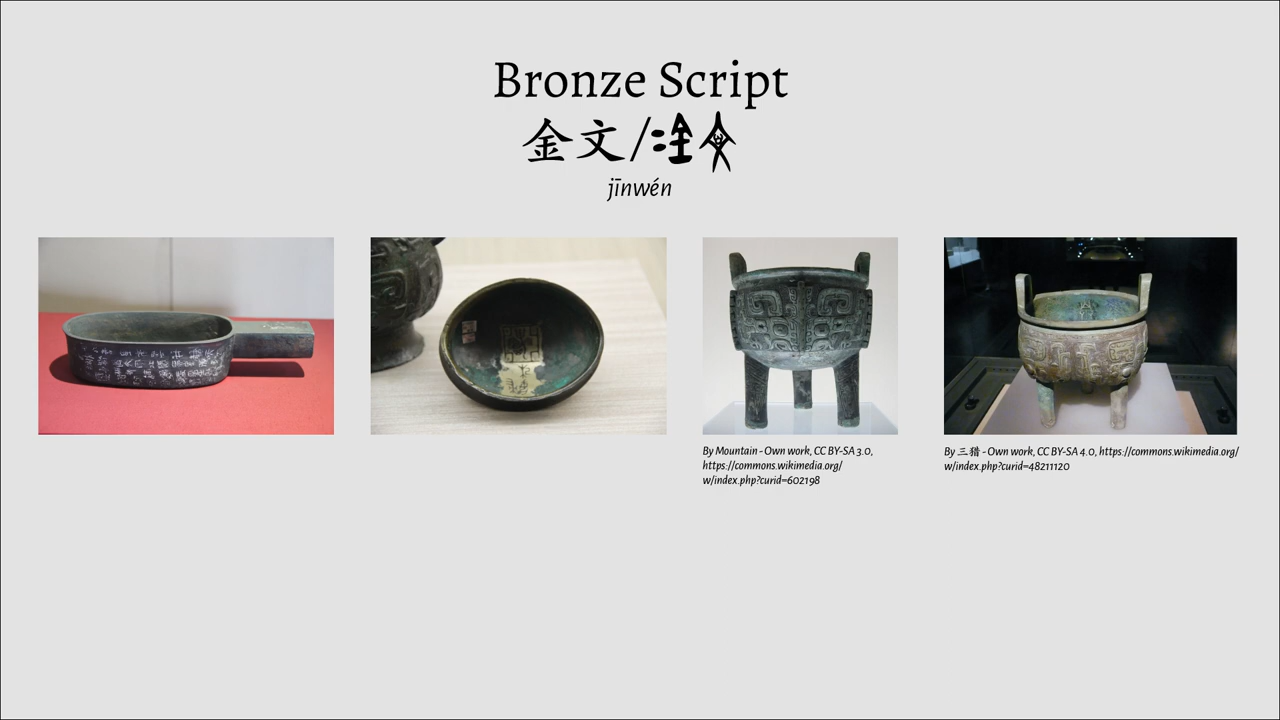 Bronze Script
金文/金文
jīnwén
By Mountain - Own work, CC BY-SA 3.0,
https://commons.wikimedia.org/
w/index.php?curid=602198
By 三猎 - Own work, CC BY-SA 4.0, https://commons.wikimedia.org/
w/index.php?curid=48211120